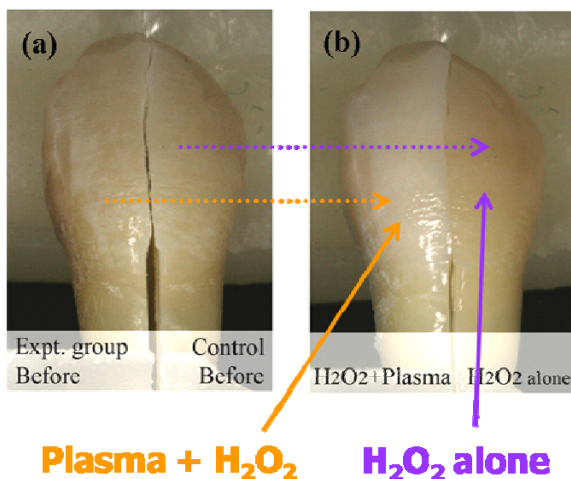 (a)
(b)
Expt. group
Before
Control
Before
H2O2+Plasma
H2O2 alone
Plasma + H₂O₂
H₂O₂ alone